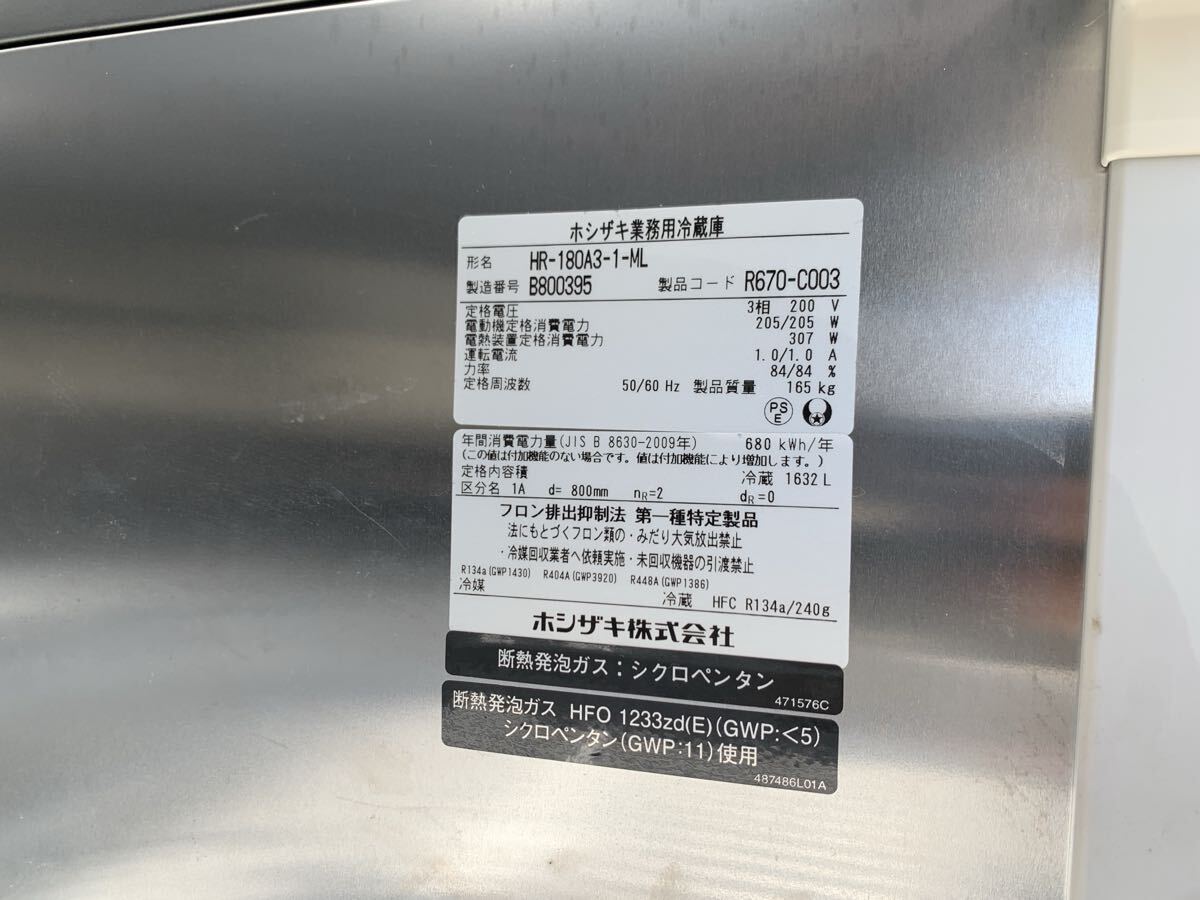 ホシザキ業務用冷蔵庫
形名 HR-180A3-1-ML
製造番号 B800395 製品コード R670-C003
定格電圧 3相 200 V
電動機定格消費電力 205/205 W
電熱装置定格消費電力 307 W
運転電流 1.0/1.0 A
力率 84/84 %
定格周波数 50/60 Hz 製品質量 165 kg
PS E
年間消費電力量(JIS B 8630-2009年) 680 kWh/年
(この値は付加機能のない場合です。値は付加機能により増加します。)
定格内容積 冷蔵 1632 L
区分名 1A d= 800mm nR=2 dR=0
フロン排出抑制法 第一種特定製品
法にもとづくフロン類の・みだり大気放出禁止
・冷媒回収業者へ依頼実施・未回収機器の引渡禁止
R134a(GWP1430) R404A(GWP3920) R448A(GWP1386)
冷媒 冷蔵 HFC R134a/240g
ホシザキ株式会社
断熱発泡ガス：シクロペンタン
471576C
断熱発泡ガス HFO 1233zd(E)(GWP:<5)
シクロペンタン(GWP:11)使用
487486L01A